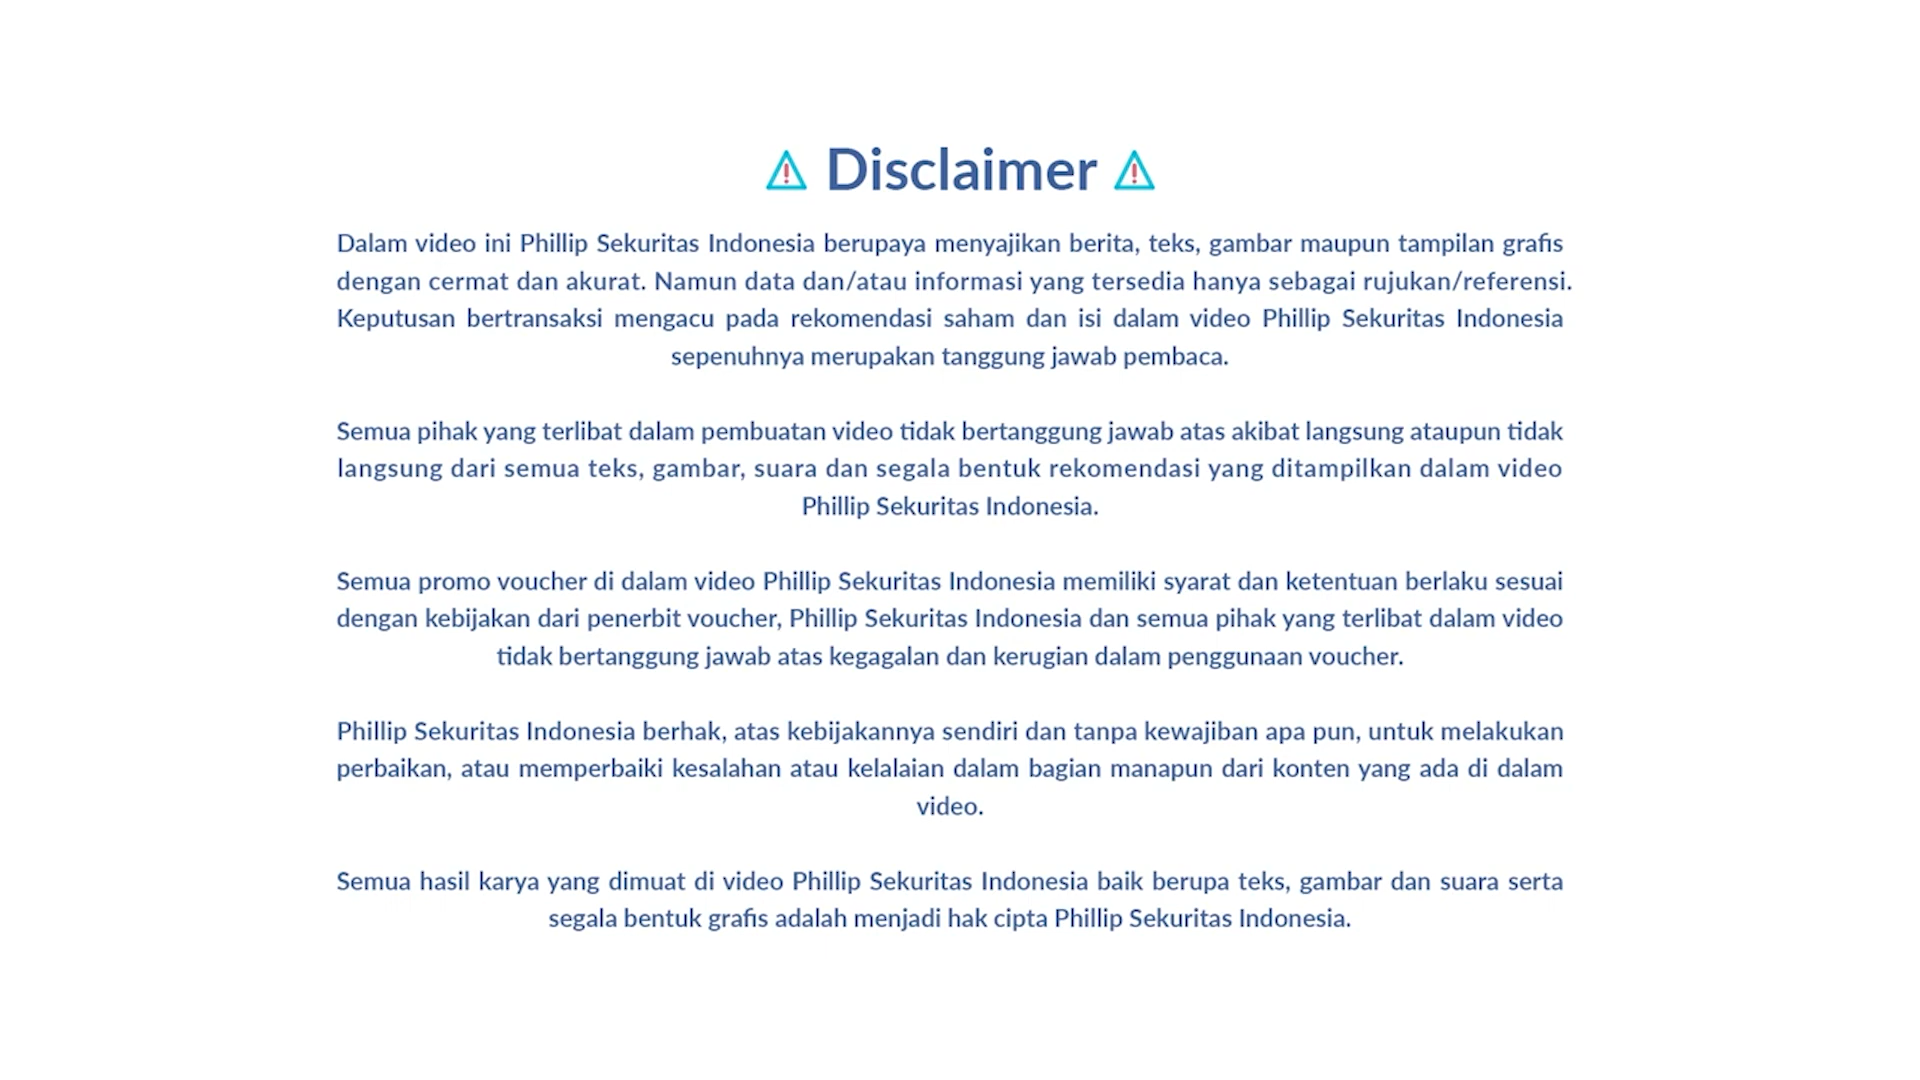 Disclaimer
Dalam video ini Phillip Sekuritas Indonesia berupaya menyajikan berita, teks, gambar maupun tampilan grafis
dengan cermat dan akurat. Namun data dan/atau informasi yang tersedia hanya sebagai rujukan/referensi.
Keputusan bertransaksi mengacu pada rekomendasi saham dan isi dalam video Phillip Sekuritas Indonesia
sepenuhnya merupakan tanggung jawab pembaca.
Semua pihak yang terlibat dalam pembuatan video tidak bertanggung jawab atas akibat langsung ataupun tidak
langsung dari semua teks, gambar, suara dan segala bentuk rekomendasi yang ditampilkan dalam video
Phillip Sekuritas Indonesia.
Semua promo voucher di dalam video Phillip Sekuritas Indonesia memiliki syarat dan ketentuan berlaku sesuai
dengan kebijakan dari penerbit voucher, Phillip Sekuritas Indonesia dan semua pihak yang terlibat dalam video
tidak bertanggung jawab atas kegagalan dan kerugian dalam penggunaan voucher.
Phillip Sekuritas Indonesia berhak, atas kebijakannya sendiri dan tanpa kewajiban apa pun, untuk melakukan
perbaikan, atau memperbaiki kesalahan atau kelalaian dalam bagian manapun dari konten yang ada di dalam
video.
Semua hasil karya yang dimuat di video Phillip Sekuritas Indonesia baik berupa teks, gambar dan suara serta
segala bentuk grafis adalah menjadi hak cipta Phillip Sekuritas Indonesia.